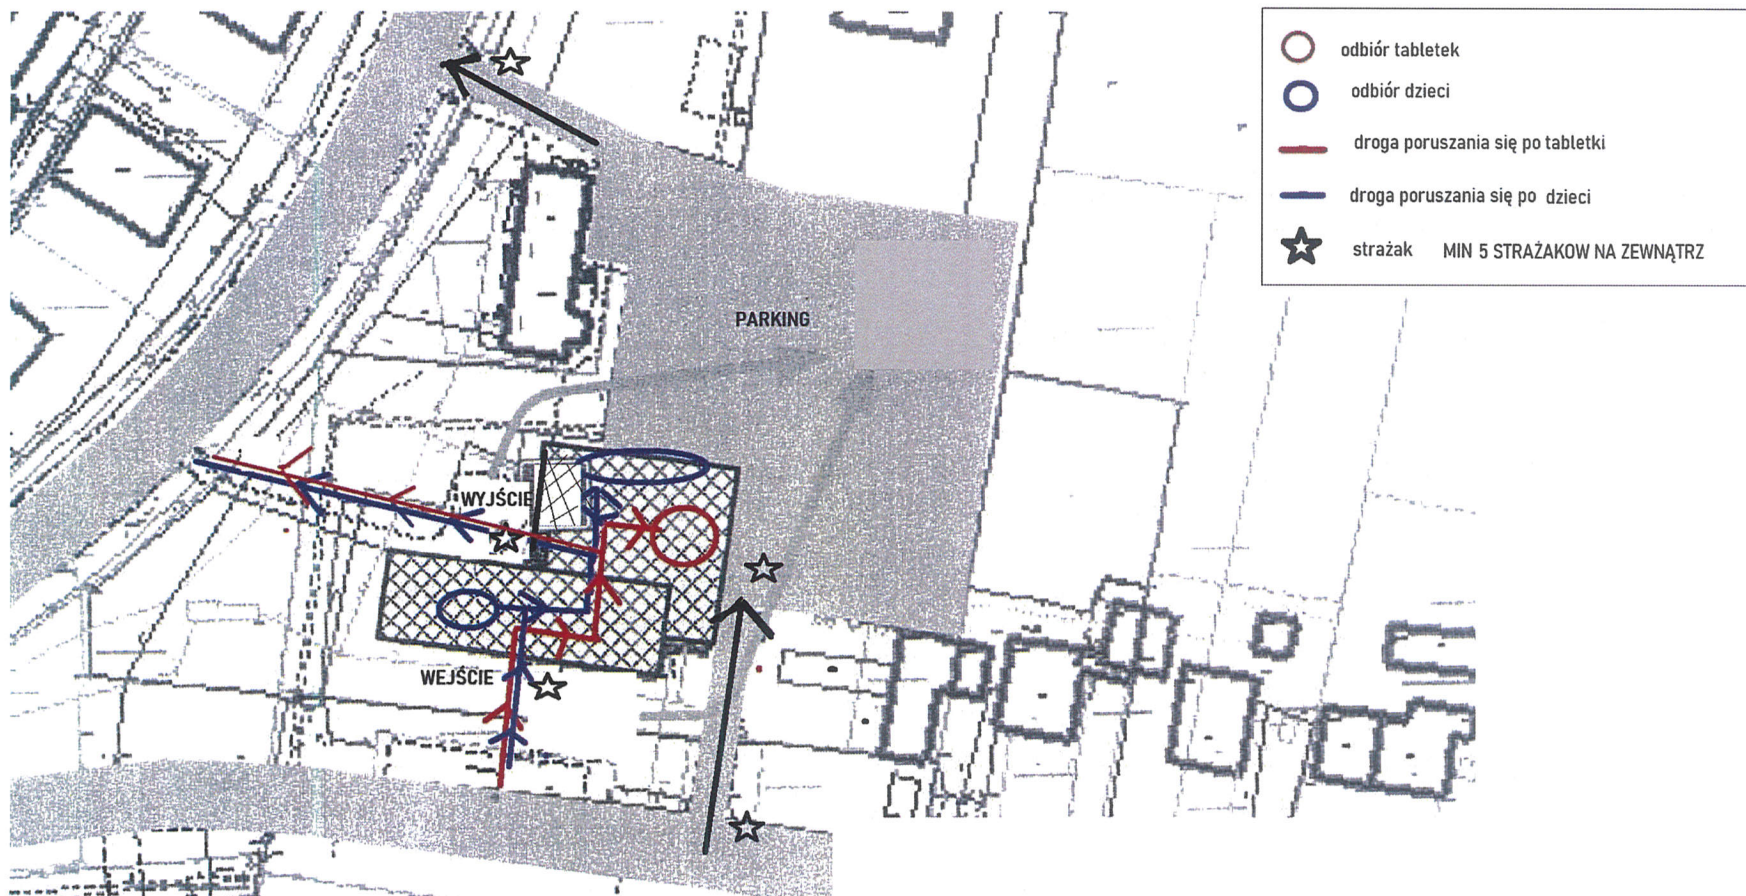 odbiór tabletek
odbiór dzieci
droga poruszania się po tabletki
droga poruszania się po dzieci
strażak MIN 5 STRAŻAKOW NA ZEWNĄTRZ
PARKING
WYJŚCIE
WEJŚCIE